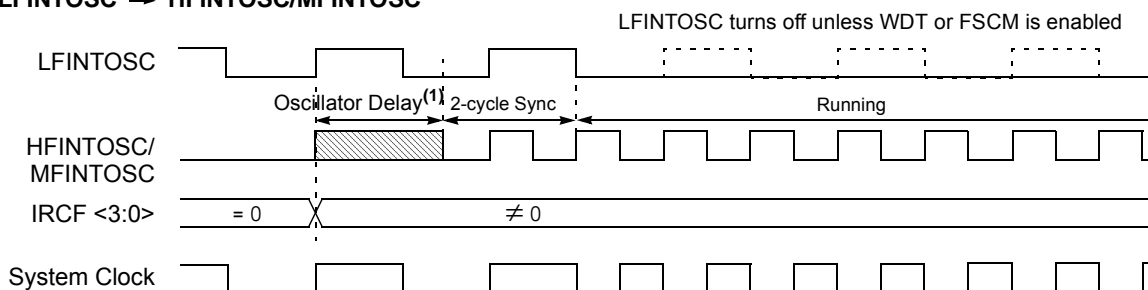 LFINTOSC → HFINTOSC/MFINTOSC
LFINTOSC turns off unless WDT or FSCM is enabled
LFINTOSC
Oscillator Delay(1) 2-cycle Sync Running
HFINTOSC/
MFINTOSC
IRCF <3:0> = 0 ≠ 0
System Clock